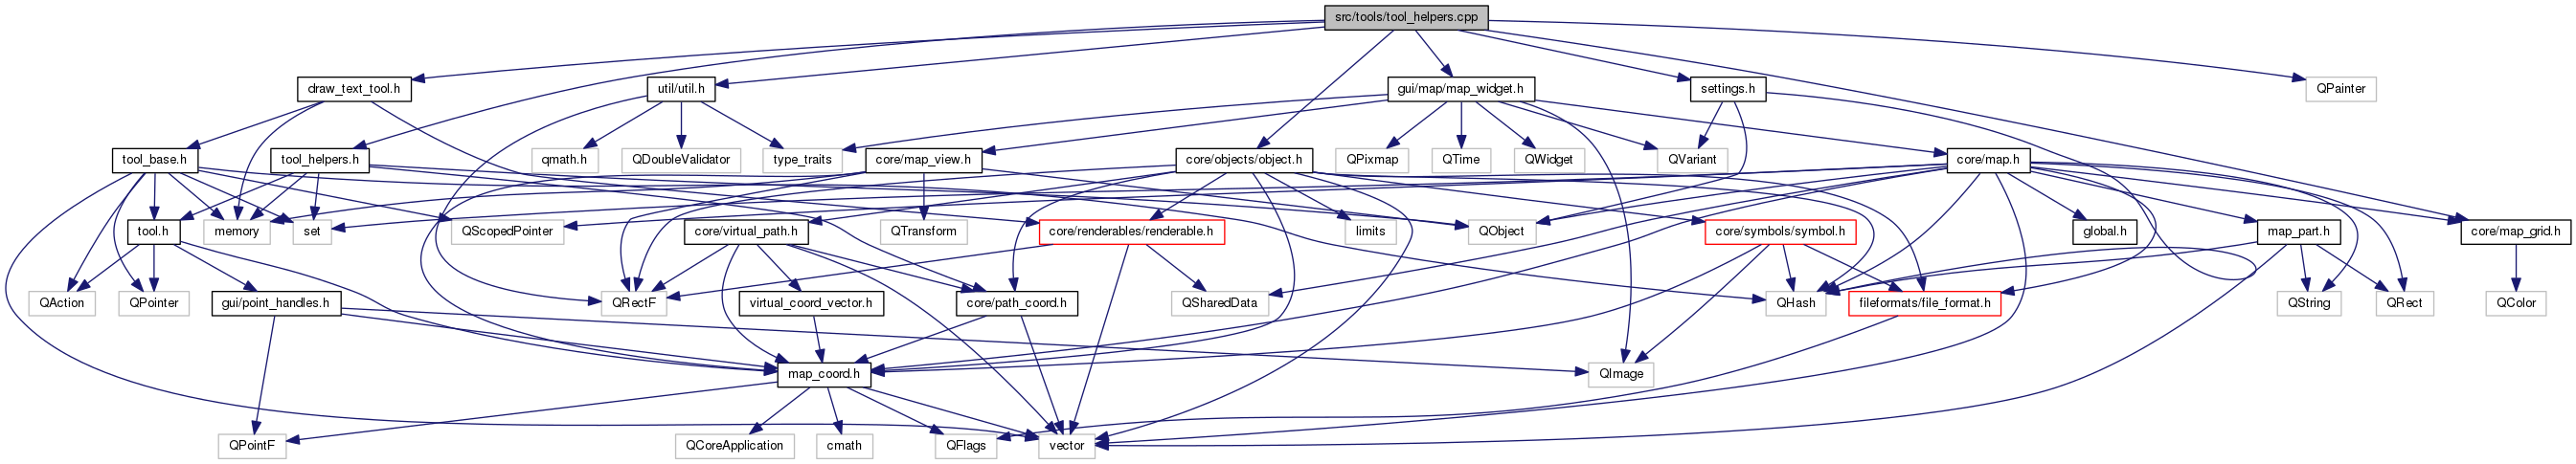 src/tools/tool_helpers.cpp
draw_text_tool.h
util/util.h
gui/map/map_widget.h
settings.h
QPainter
tool_base.h
tool_helpers.h
qmath.h
QDoubleValidator
type_traits
core/map_view.h
core/objects/object.h
QPixmap
QTime
QWidget
QVariant
core/map.h
tool.h
memory
set
QScopedPointer
core/virtual_path.h
QTransform
core/renderables/renderable.h
limits
QObject
core/symbols/symbol.h
global.h
map_part.h
core/map_grid.h
QAction
QPointer
gui/point_handles.h
QRectF
virtual_coord_vector.h
core/path_coord.h
QSharedData
QHash
fileformats/file_format.h
QString
QRect
QColor
map_coord.h
QImage
QPointF
QCoreApplication
cmath
QFlags
vector